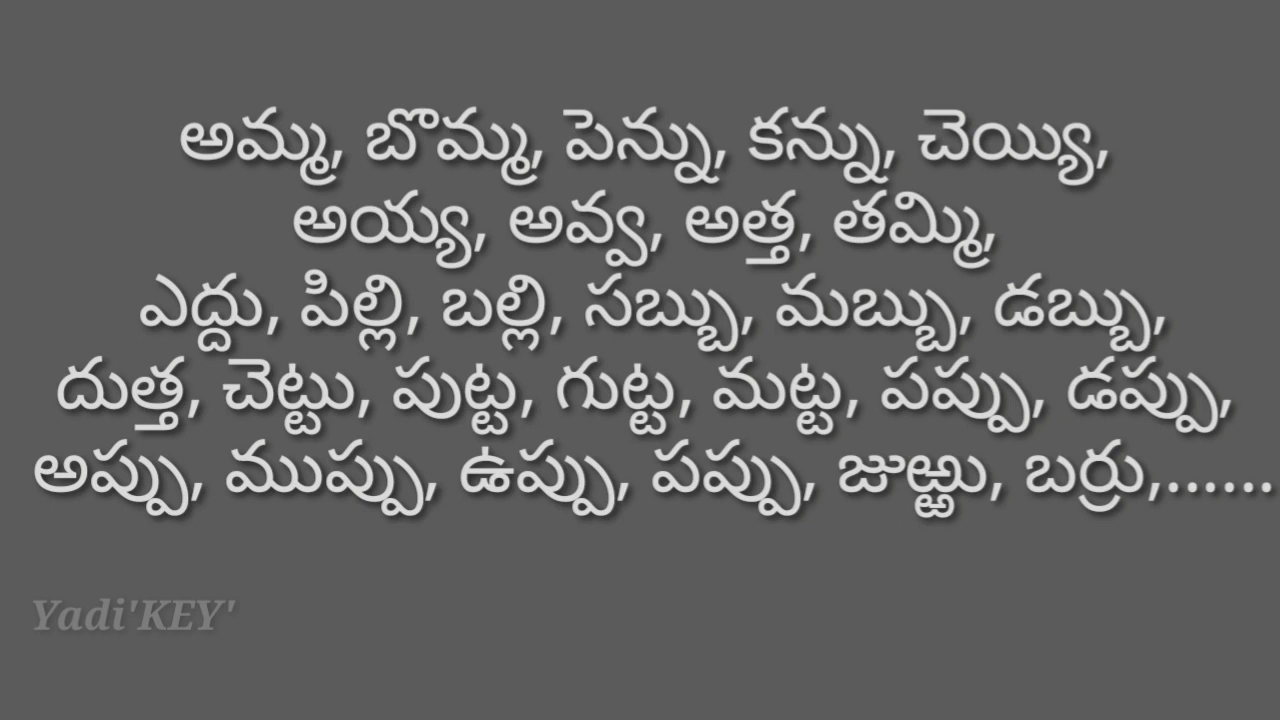 అమ్మ, బొమ్మ, పెన్ను, కన్ను, చెయ్యి,
అయ్య, అవ్వ, అత్త, తమ్మి,
ఎద్దు, పిల్లి, బల్లి, సబ్బు, మబ్బు, డబ్బు,
దుత్త, చెట్టు, పుట్ట, గుట్ట, మట్ట, పప్పు, డప్పు,
అప్పు, ముప్పు, ఉప్పు, పప్పు, జుఱ్ఱు, బర్రు,......
Yadi'KEY'